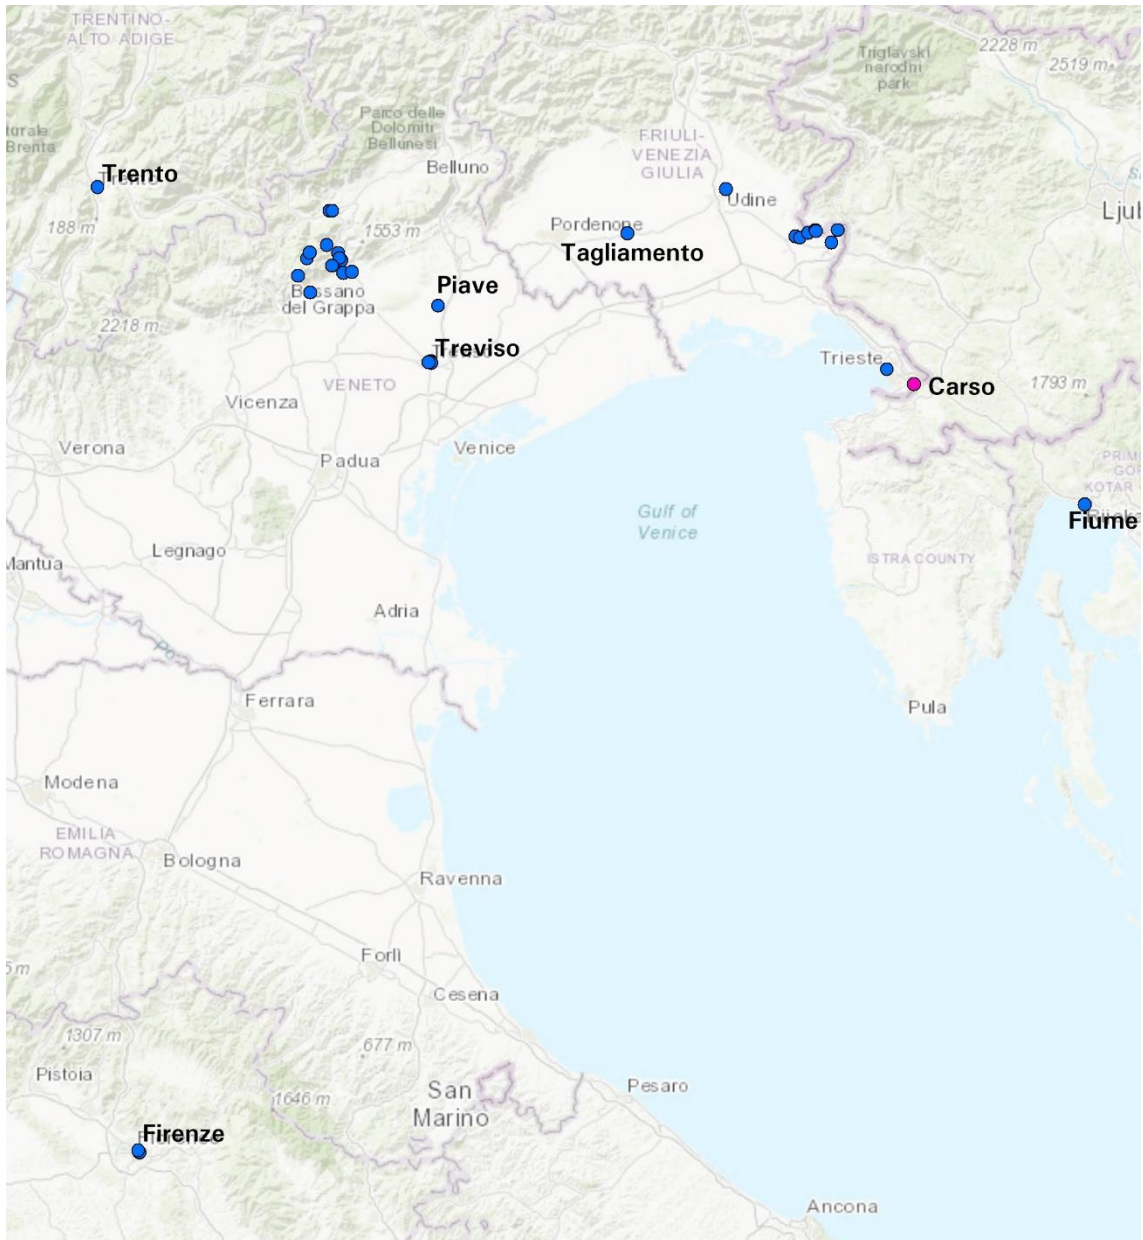 TRENTINO-
ALTO ADIGE
2228 m
2519 m
Triglavski
narodni
park
Parco delle
Dolomiti
Bellunesi
FRIULI-
VENEZIA
GIULIA
Belluno
Trento
188 m
1553 m
Udine
Pordenone
Tagliamento
Piave
Bassano
del Grappa
2218 m
Treviso
Trieste
VENETO
Carso
1793 m
Vicenza
Verona
Padua
Venice
Gulf of
Venice
Fiume
Legnago
Mantua
ISTRA COUNTY
Adria
Po
Ferrara
Pula
Modena
EMILIA
ROMAGNA
Bologna
Ravenna
Forlì
Cesena
1307 m
677 m
Pistoia
San
Marino
Pesaro
1646 m
Firenze
Ancona